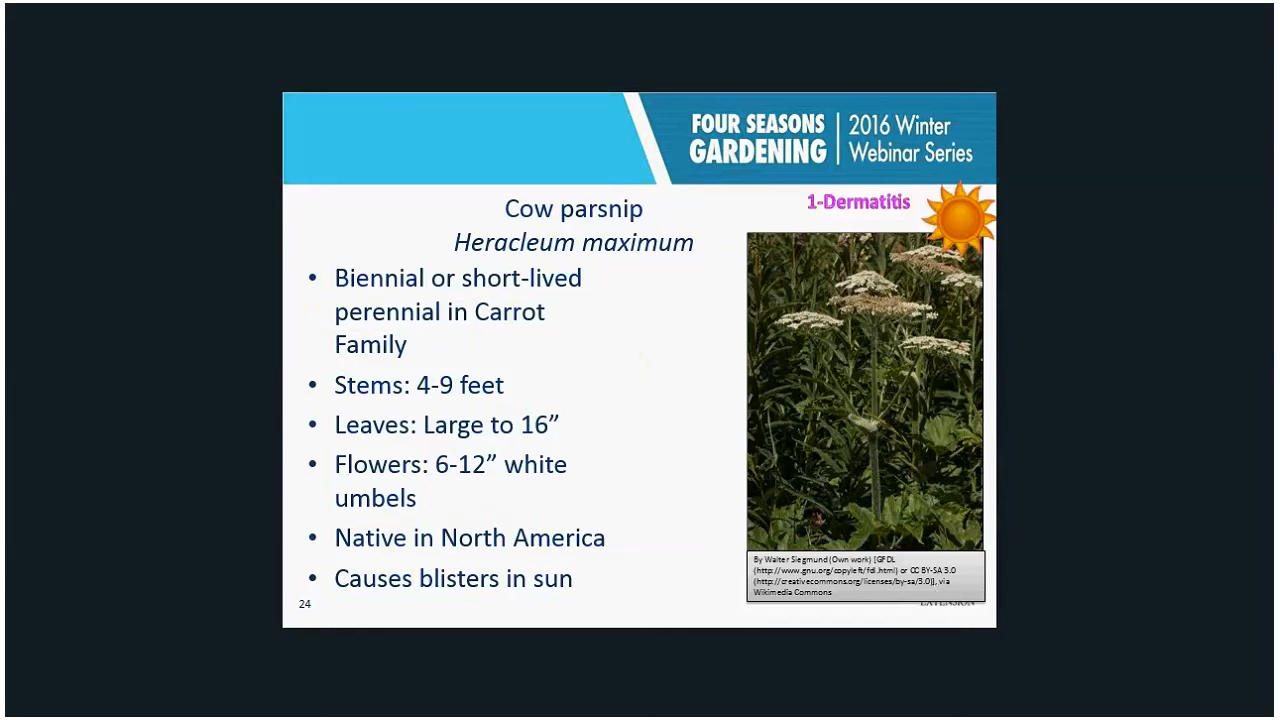 FOUR SEASONS
GARDENING
2016 Winter
Webinar Series
1-Dermatitis
Cow parsnip
Heracleum maximum
• Biennial or short-lived
perennial in Carrot
Family
• Stems: 4-9 feet
• Leaves: Large to 16”
• Flowers: 6-12” white
umbels
• Native in North America
• Causes blisters in sun
By Walter Siegmund (Own work) [GFDL
(http://www.gnu.org/copyleft/fdl.html) or CC BY-SA 3.0
(http://creativecommons.org/licenses/by-sa/3.0)], via
Wikimedia Commons
24
EXTENSION